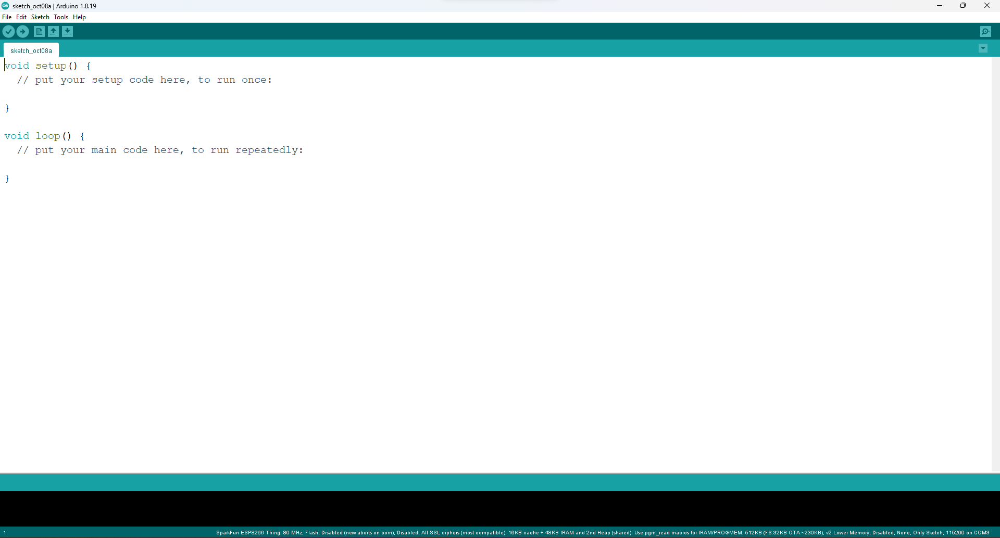 sketch_oct08a | Arduino 1.8.19
File Edit Sketch Tools Help
sketch_oct08a
void setup() {
  // put your setup code here, to run once:
}
void loop() {
  // put your main code here, to run repeatedly:
}
1
SparkFun ESP8266 Thing, 80 MHz, Flash, Disabled (new aborts on oom), Disabled, All SSL ciphers (most compatible), 16KB cache + 48KB IRAM and 2nd Heap (shared), Use pgm_read macros for IRAM/PROGMEM, 512KB (FS:32KB OTA:~230KB), v2 Lower Memory, Disabled, None, Only Sketch, 115200 on COM3